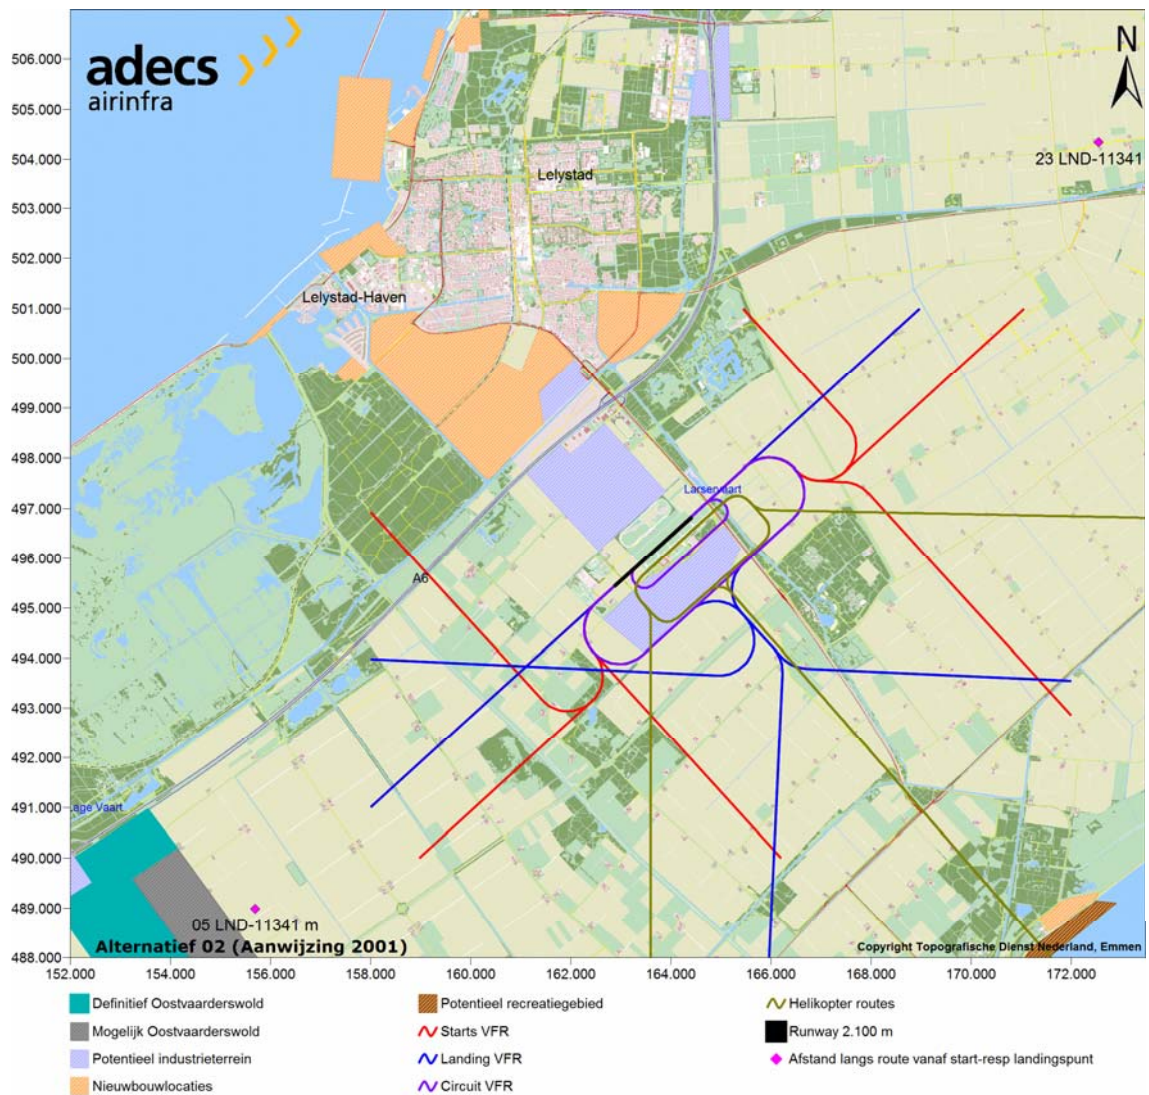 adecs
airinfra
N
506.000
505.000
504.000
503.000
502.000
501.000
500.000
499.000
498.000
497.000
496.000
495.000
494.000
493.000
492.000
491.000
490.000
489.000
488.000
23 LND-11341
Lelystad
Lelystad-Haven
Larservaart
A6
age Vaart
05 LND-11341 m
Alternatief 02 (Aanwijzing 2001)
Copyright Topografische Dienst Nederland, Emmen
152.000 154.000 156.000 158.000 160.000 162.000 164.000 166.000 168.000 170.000 172.000
Definitief Oostvaarderswold
Mogelijk Oostvaarderswold
Potentieel industrieterrein
Nieuwbouwlocaties
Potentieel recreatiegebied
Starts VFR
Landing VFR
Circuit VFR
Helikopter routes
Runway 2.100 m
Afstand langs route vanaf start-resp landingspunt